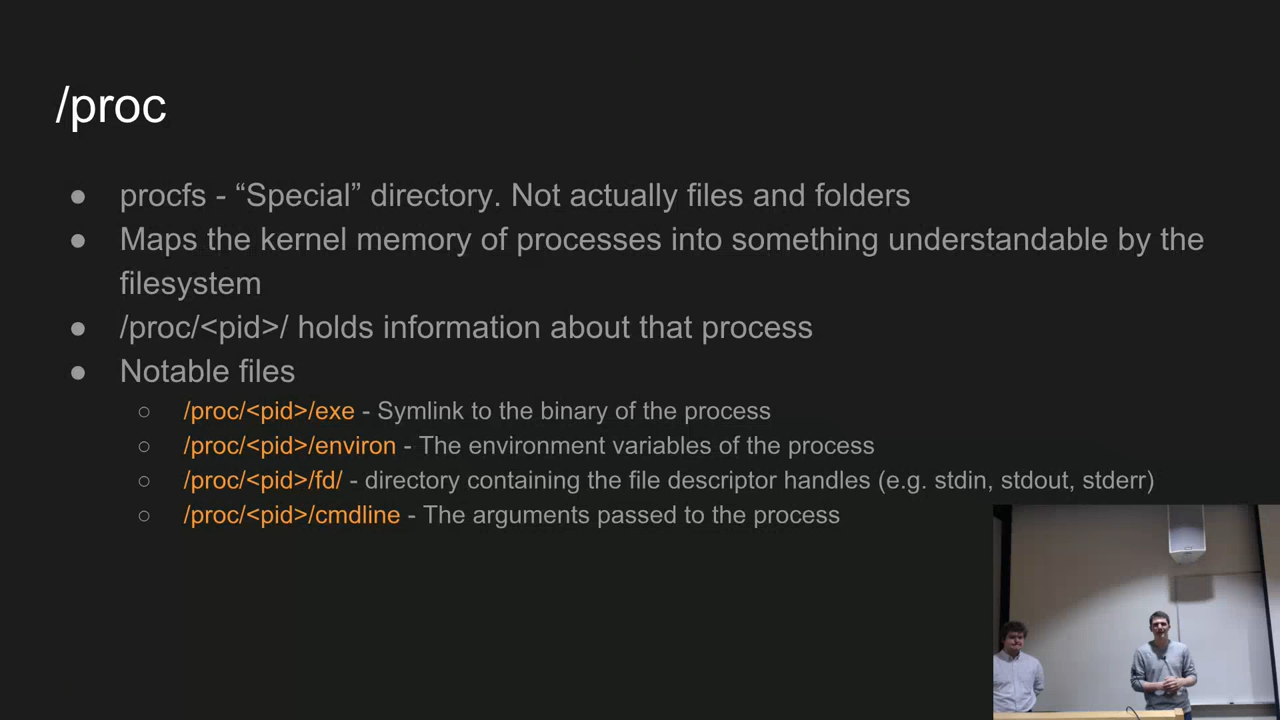 /proc
● procfs - “Special” directory. Not actually files and folders
● Maps the kernel memory of processes into something understandable by the
filesystem
● /proc/<pid>/ holds information about that process
● Notable files
○ /proc/<pid>/exe - Symlink to the binary of the process
○ /proc/<pid>/environ - The environment variables of the process
○ /proc/<pid>/fd/ - directory containing the file descriptor handles (e.g. stdin, stdout, stderr)
○ /proc/<pid>/cmdline - The arguments passed to the process